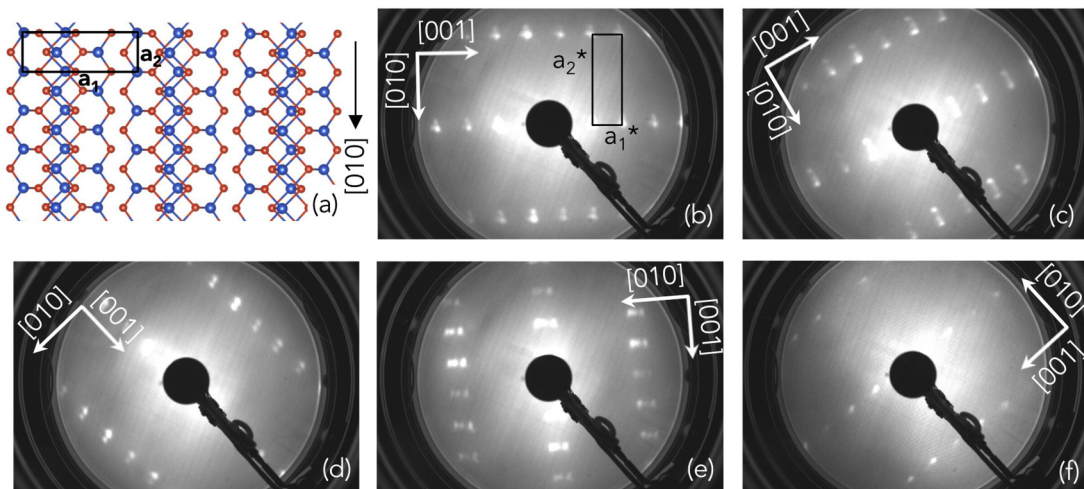 a₂
a₁
[010]
(a)
[001]
[010]
a₂*
a₁*
(b)
[001]
[010]
(c)
[010]
[001]
(d)
[010]
[001]
(e)
[010]
[001]
(f)